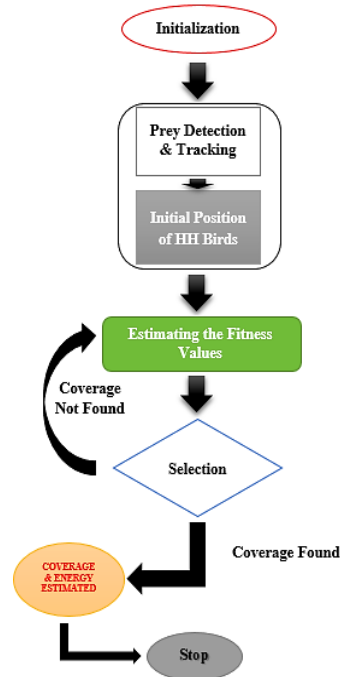 Initialization
Prey Detection
& Tracking
Initial Position
of HH Birds
Estimating the Fitness
Values
Coverage
Not Found
Selection
Coverage Found
COVERAGE
& ENERGY
ESTIMATED
Stop